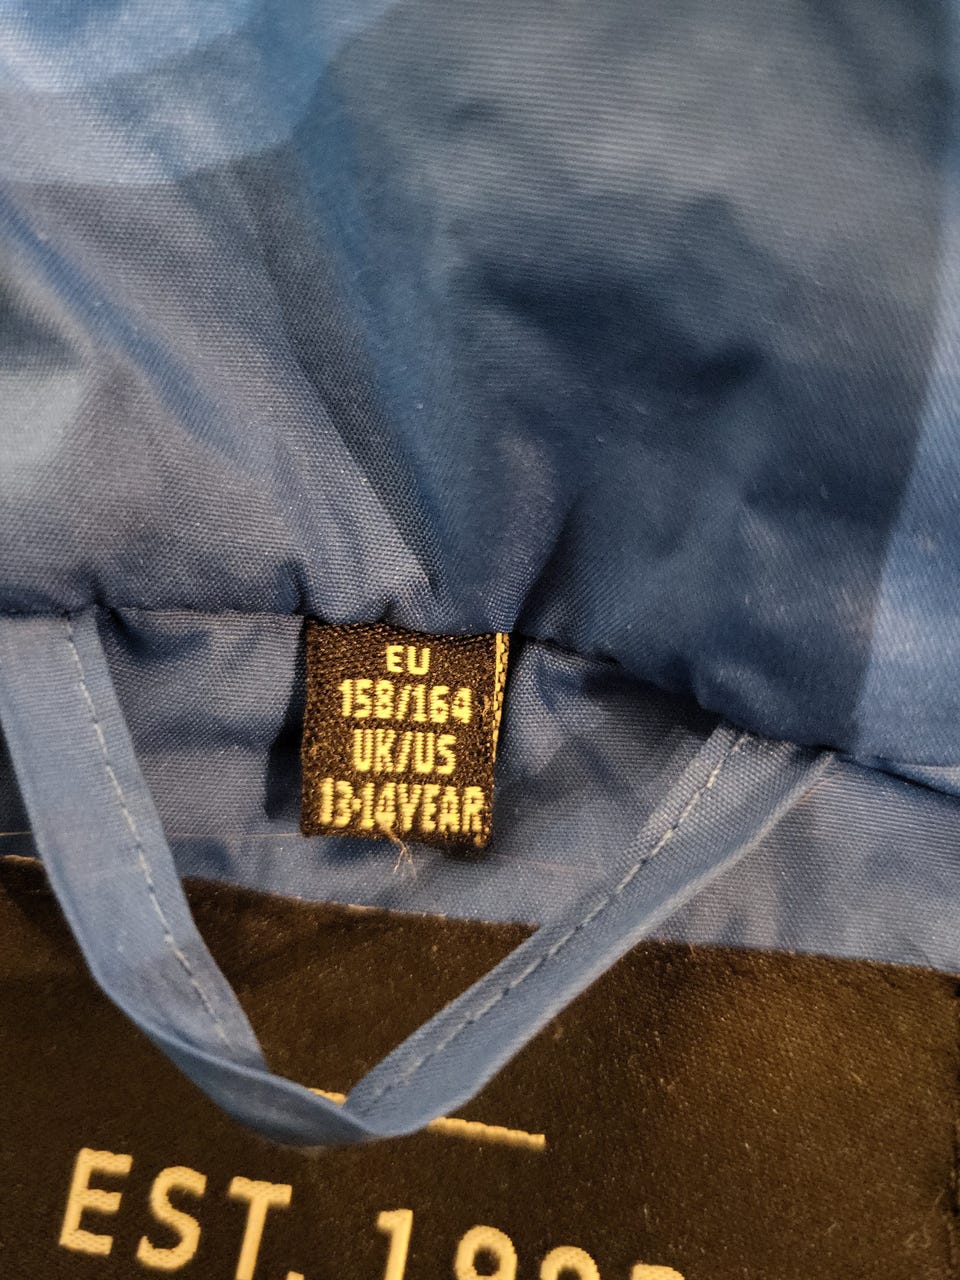 EU
158/164
UK/US
13-14YEAR
EST.